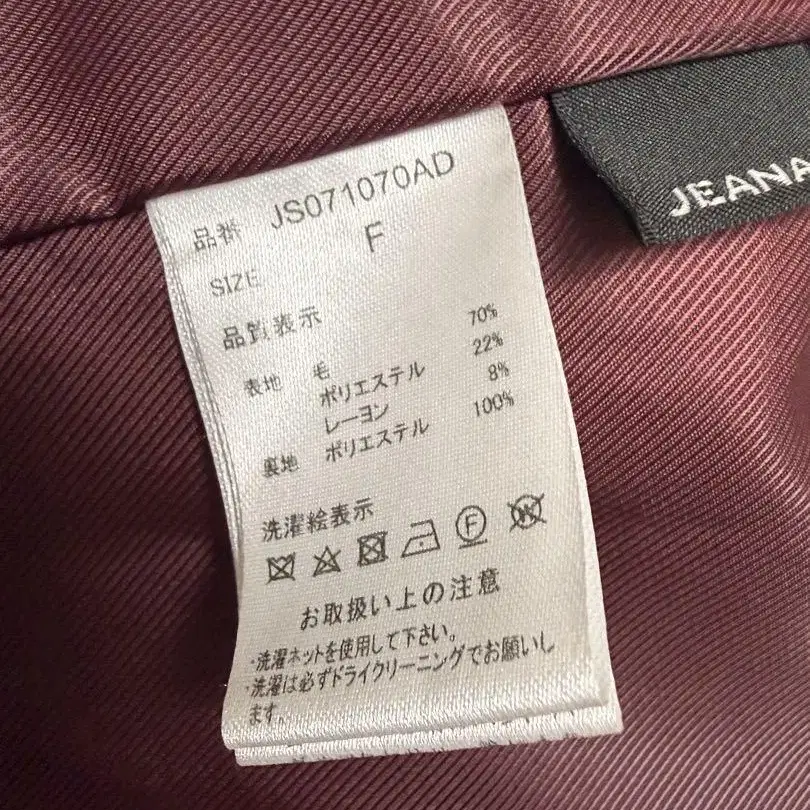 JEANA
品番 JS071070AD
SIZE F
品質表示
表地 毛 70%
ポリエステル 22%
レーヨン 8%
裏地 ポリエステル 100%
洗濯絵表示
F W
お取扱い上の注意
・洗濯ネットを使用して下さい。
・洗濯は必ずドライクリーニングでお願いし
ます。